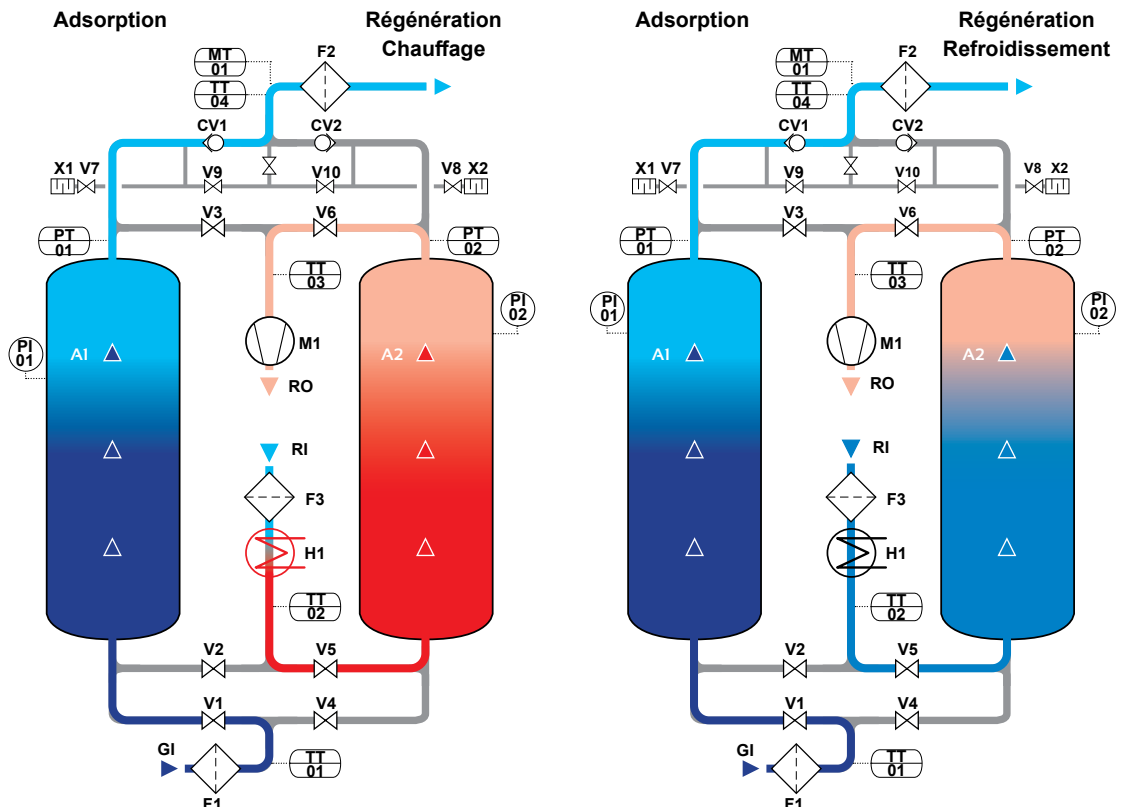 Adsorption
Régénération
Chauffage
MT
01
TT
04
F2
CV1
CV2
X1 V7
V9
V10
V8 X2
V3
V6
PT
01
PT
02
TT
03
PI
01
PI
02
A1
A2
M1
RO
RI
F3
H1
TT
02
V2
V5
V1
V4
GI
TT
01
F1
Adsorption
Régénération
Refroidissement
MT
01
TT
04
F2
CV1
CV2
X1 V7
V9
V10
V8 X2
V3
V6
PT
01
PT
02
TT
03
PI
01
PI
02
A1
A2
M1
RO
RI
F3
H1
TT
02
V2
V5
V1
V4
GI
TT
01
F1